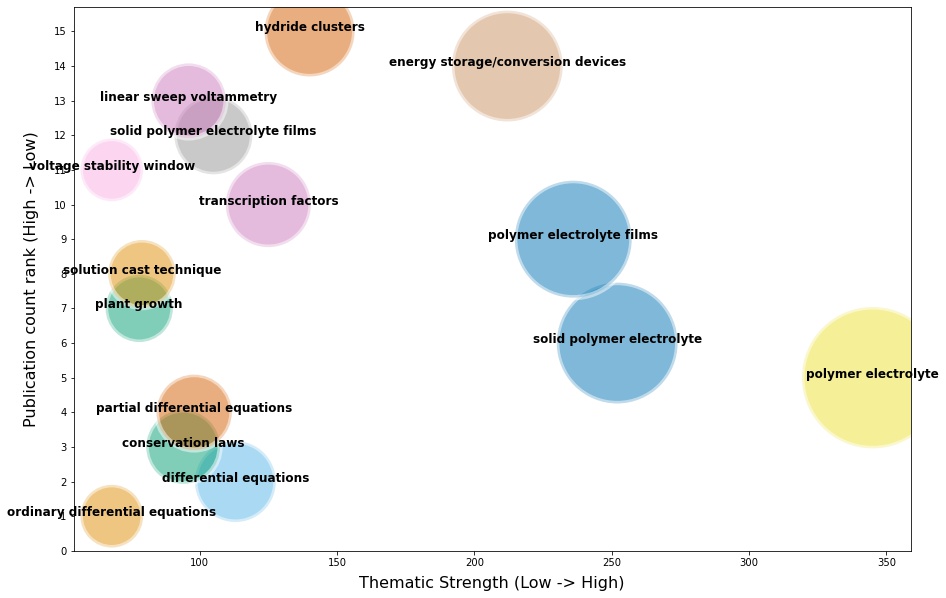 hydride clusters
energy storage/conversion devices
linear sweep voltammetry
solid polymer electrolyte films
voltage stability window
transcription factors
polymer electrolyte films
solution cast technique
plant growth
solid polymer electrolyte
polymer electrolyte
partial differential equations
conservation laws
differential equations
ordinary differential equations
15
14
13
12
11
10
9
8
7
6
5
4
3
2
1
0
100
150
200
250
300
350
Publication count rank (High -> Low)
Thematic Strength (Low -> High)